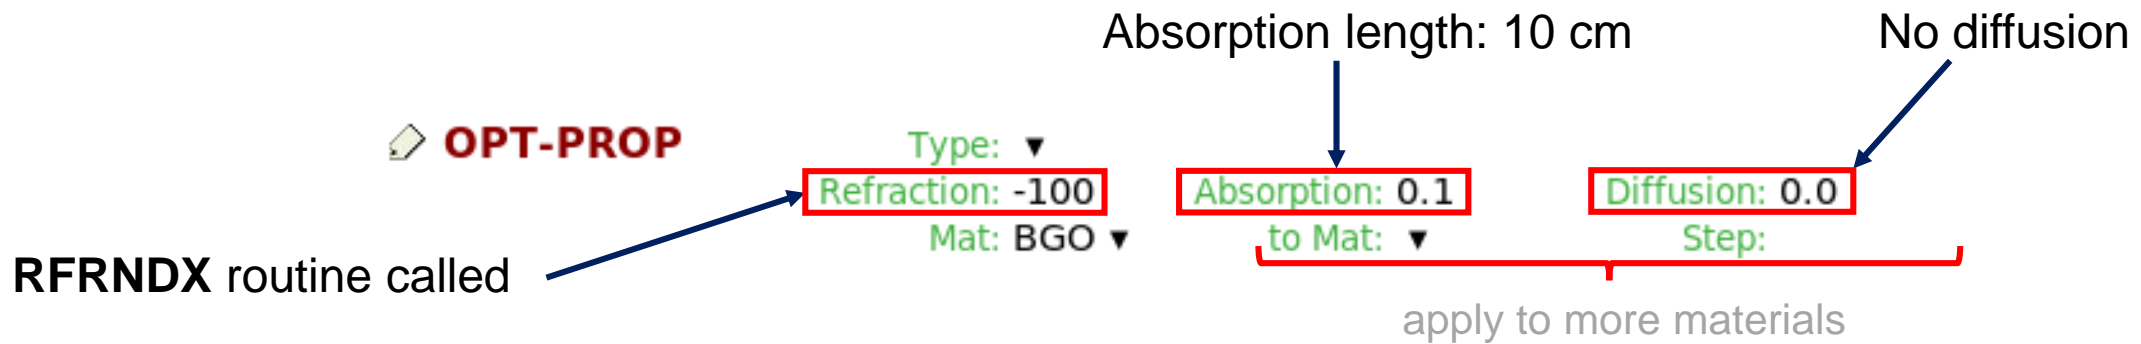 Absorption length: 10 cm No diffusion
OPT-PROP Type: ▼
Refraction: -100 Absorption: 0.1 Diffusion: 0.0
Mat: BGO ▼ to Mat: ▼ Step:
RFRNDX routine called
apply to more materials